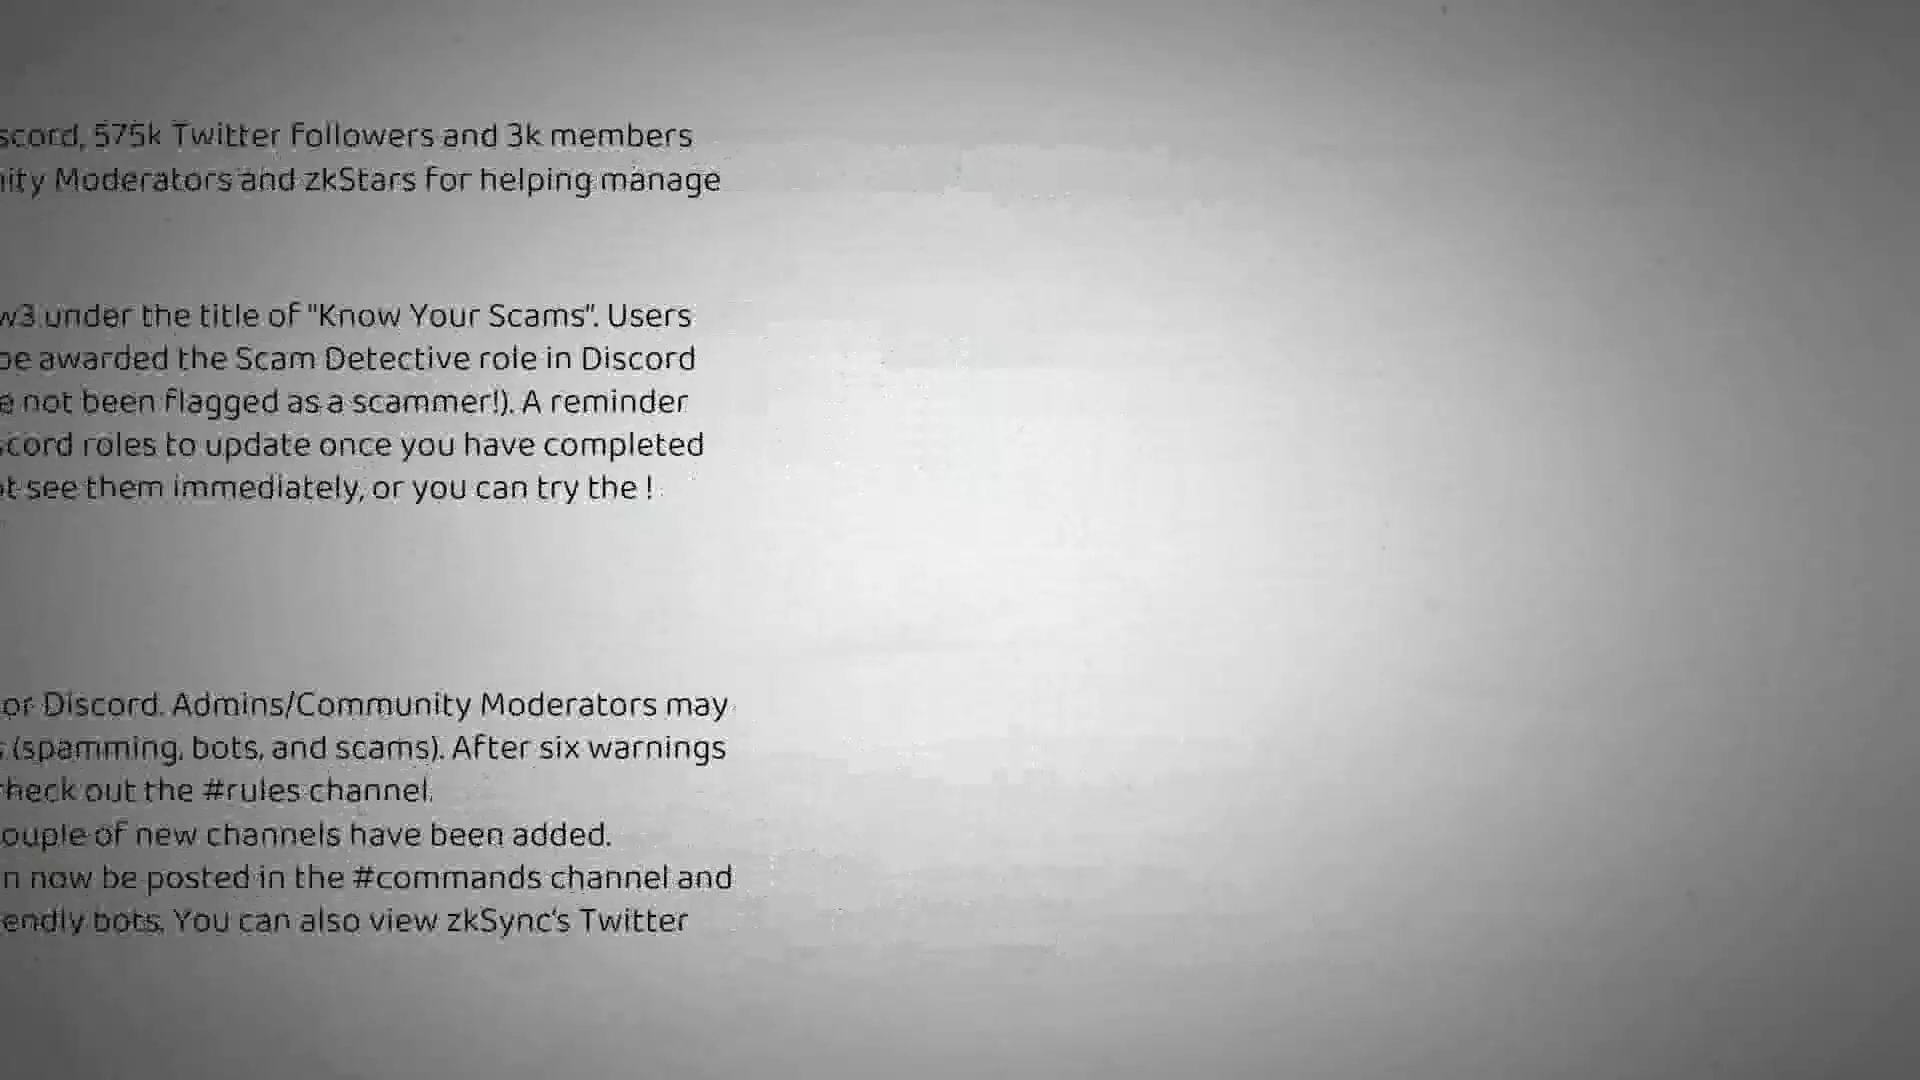 scord, 575k Twitter followers and 3k members
ity Moderators and zkStars for helping manage
w3 under the title of "Know Your Scams". Users
be awarded the Scam Detective role in Discord
e not been flagged as a scammer!). A reminder
scord roles to update once you have completed
ot see them immediately, or you can try the !
or Discord. Admins/Community Moderators may
(spamming, bots, and scams). After six warnings
check out the #rules channel.
ouple of new channels have been added.
n now be posted in the #commands channel and
endly bots. You can also view zkSync's Twitter